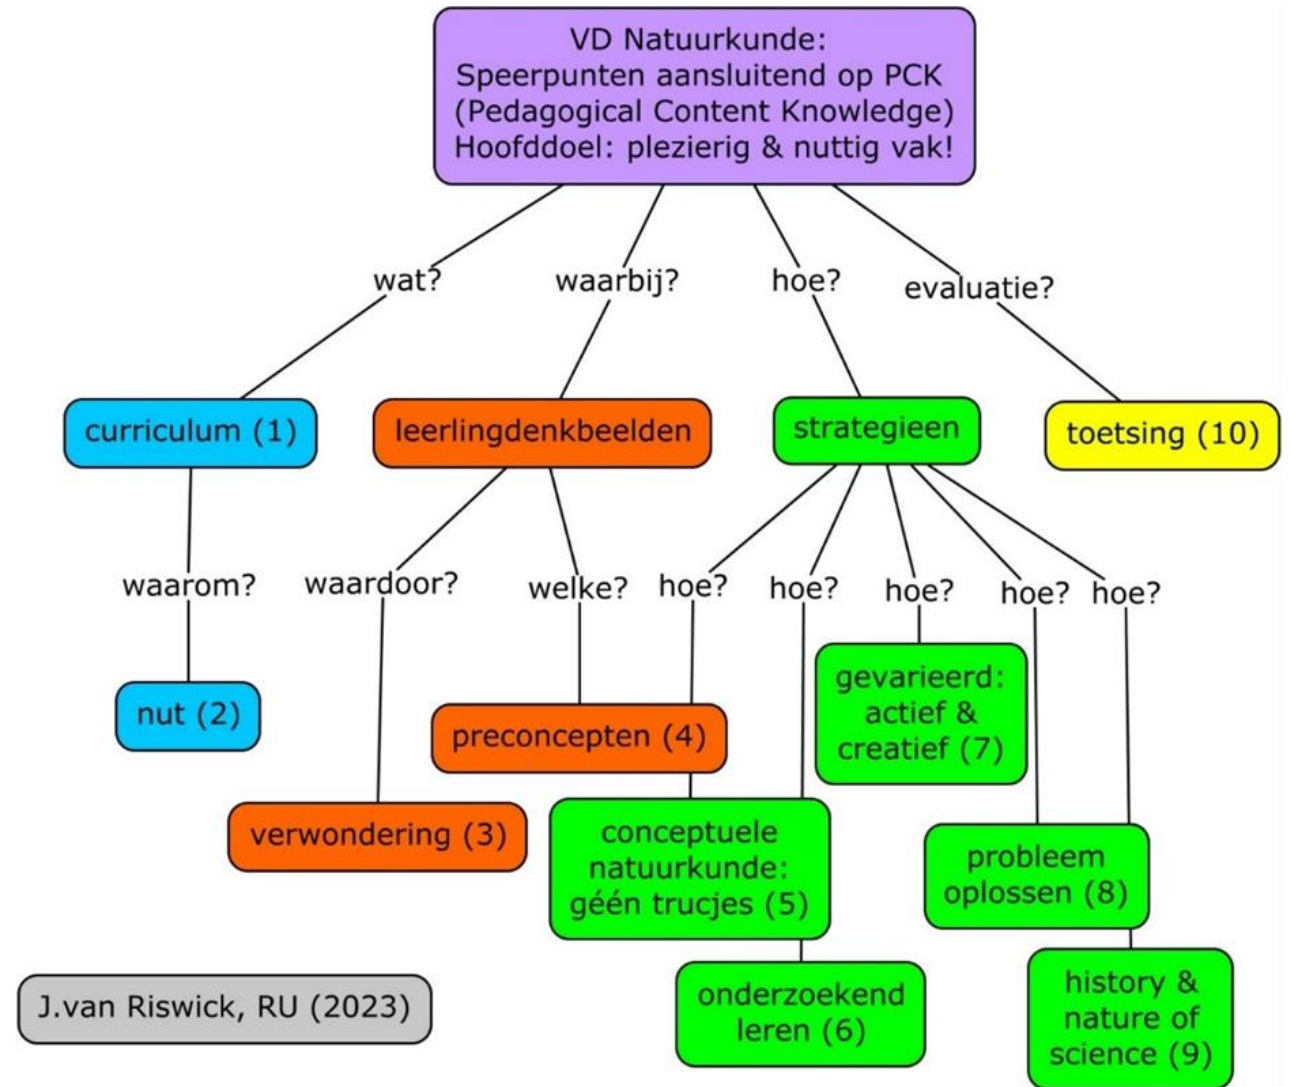 VD Natuurkunde:
Speerpunten aansluitend op PCK
(Pedagogical Content Knowledge)
Hoofddoel: plezierig & nuttig vak!
wat?
waarbij?
hoe?
evaluatie?
curriculum (1)
leerlingdenkbeelden
strategieen
toetsing (10)
waarom?
waardoor?
welke?
hoe?
hoe?
hoe?
hoe?
hoe?
nut (2)
preconcepten (4)
gevarieerd:
actief &
creatief (7)
verwondering (3)
conceptuele
natuurkunde:
géén trucjes (5)
probleem
oplossen (8)
onderzoekend
leren (6)
history &
nature of
science (9)
J.van Riswick, RU (2023)